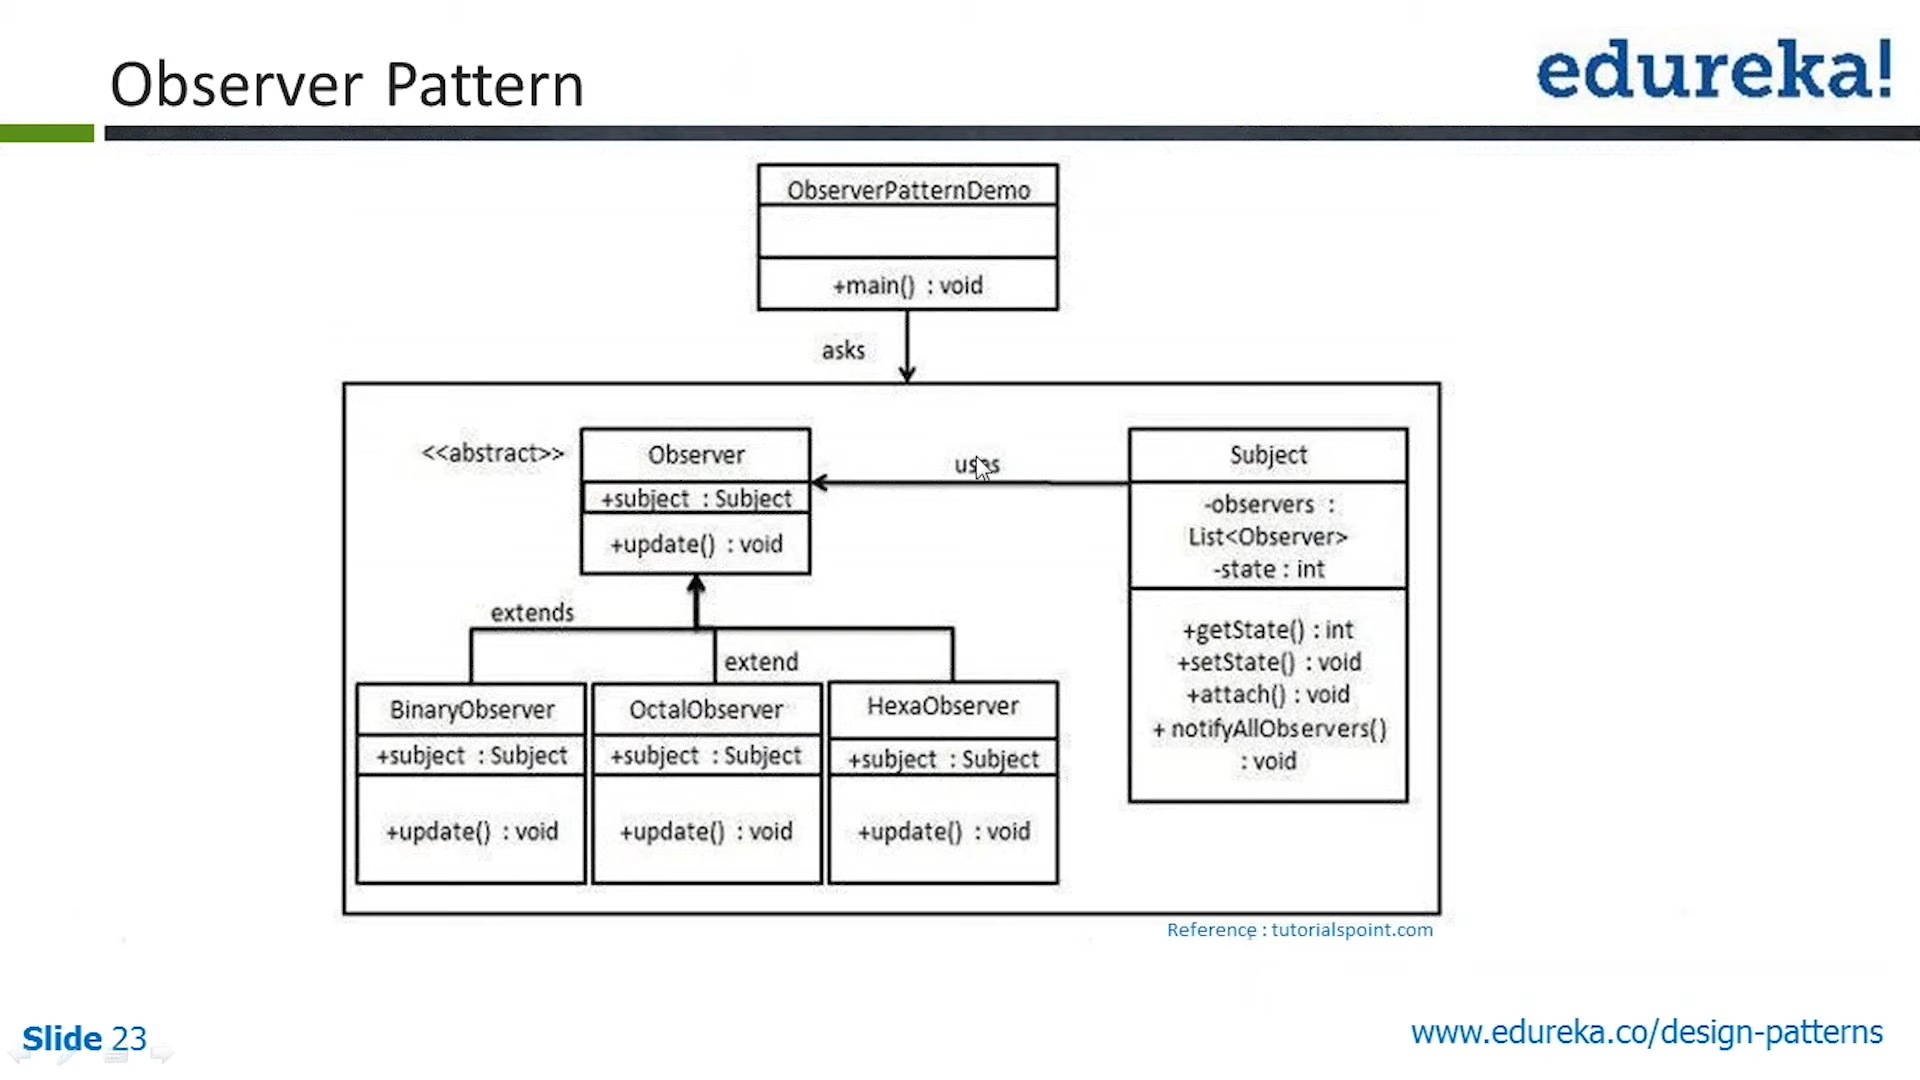 Observer Pattern
edureka!
ObserverPatternDemo
+main() : void
asks
<<abstract>>
Observer
+subject : Subject
+update() : void
uses
Subject
-observers :
List<Observer>
-state : int
+getState() : int
+setState() : void
+attach() : void
+ notifyAllObservers()
: void
extends
extend
BinaryObserver
+subject : Subject
+update() : void
OctalObserver
+subject : Subject
+update() : void
HexaObserver
+subject : Subject
+update() : void
Reference : tutorialspoint.com
Slide 23
www.edureka.co/design-patterns